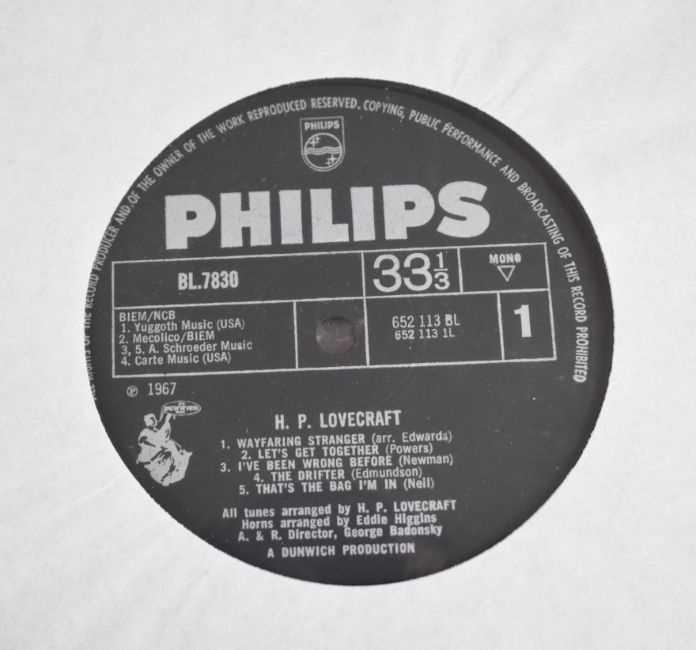 THE RECORD PRODUCER AND OF THE OWNER OF THE WORK REPRODUCED RESERVED. COPYING, PUBLIC PERFORMANCE AND BROADCASTING OF THIS RECORD PROHIBITED
PHILIPS
PHILIPS
BL.7830
33⅓
MONO
BIEM/NCB
1. Yuggoth Music (USA)
2. Mecolico/BIEM
3, 5. A. Schroeder Music
4. Carte Music (USA)
652 113 BL
652 113 1L
1
℗ 1967
DUNWICH
H. P. LOVECRAFT
1. WAYFARING STRANGER (arr. Edwards)
2. LET'S GET TOGETHER (Powers)
3. I'VE BEEN WRONG BEFORE (Newman)
4. THE DRIFTER (Edmundson)
5. THAT'S THE BAG I'M IN (Neil)
All tunes arranged by H. P. LOVECRAFT
Horns arranged by Eddie Higgins
A. & R. Director, George Badonsky
A DUNWICH PRODUCTION